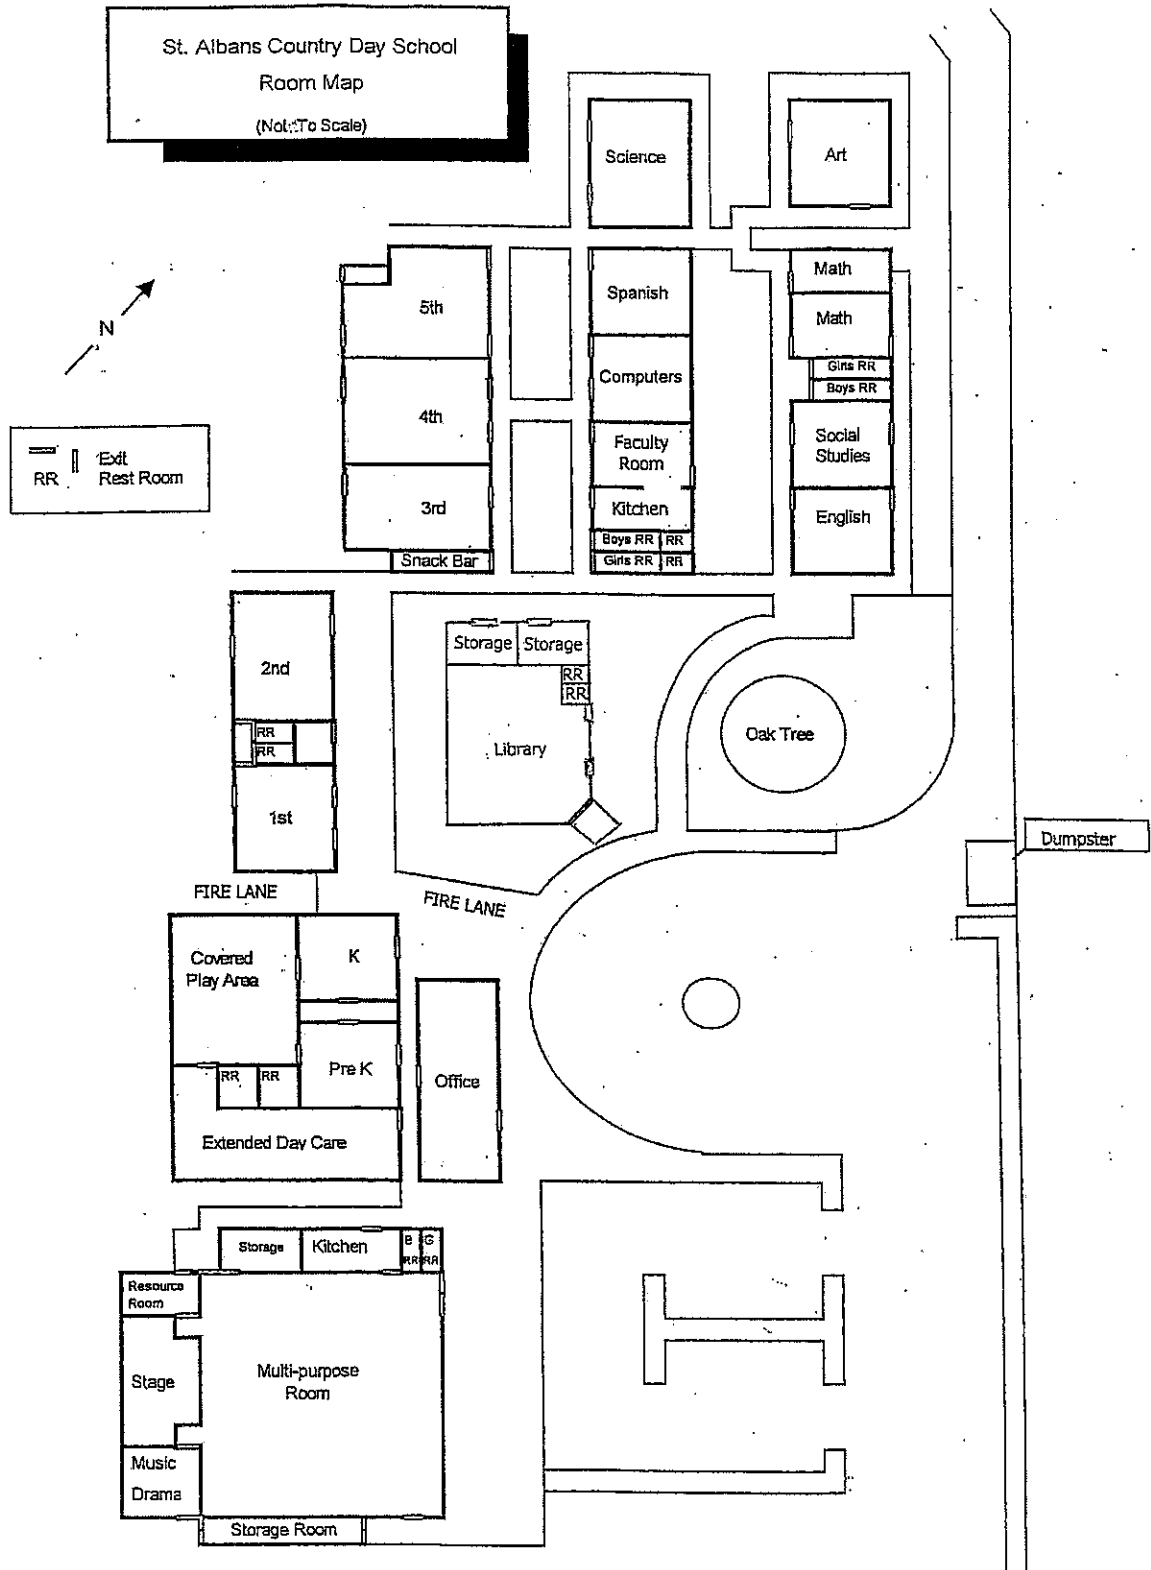 St. Albans Country Day School
Room Map
(Not To Scale)
Science
Art
Math
Spanish
5th
Math
N
Girls RR
Computers
Boys RR
4th
Faculty
Room
Social
Studies
Exit
RR Rest Room
3rd
Kitchen
English
Boys RR RR
Snack Bar
Girls RR RR
Storage Storage
2nd
RR
RR
RR
RR
Library
Oak Tree
1st
Dumpster
FIRE LANE
FIRE LANE
Covered
Play Area
K
RR RR
Pre K
Office
Extended Day Care
Storage
Kitchen
B G
RR RR
Resource
Room
Stage
Multi-purpose
Room
Music
Drama
Storage Room